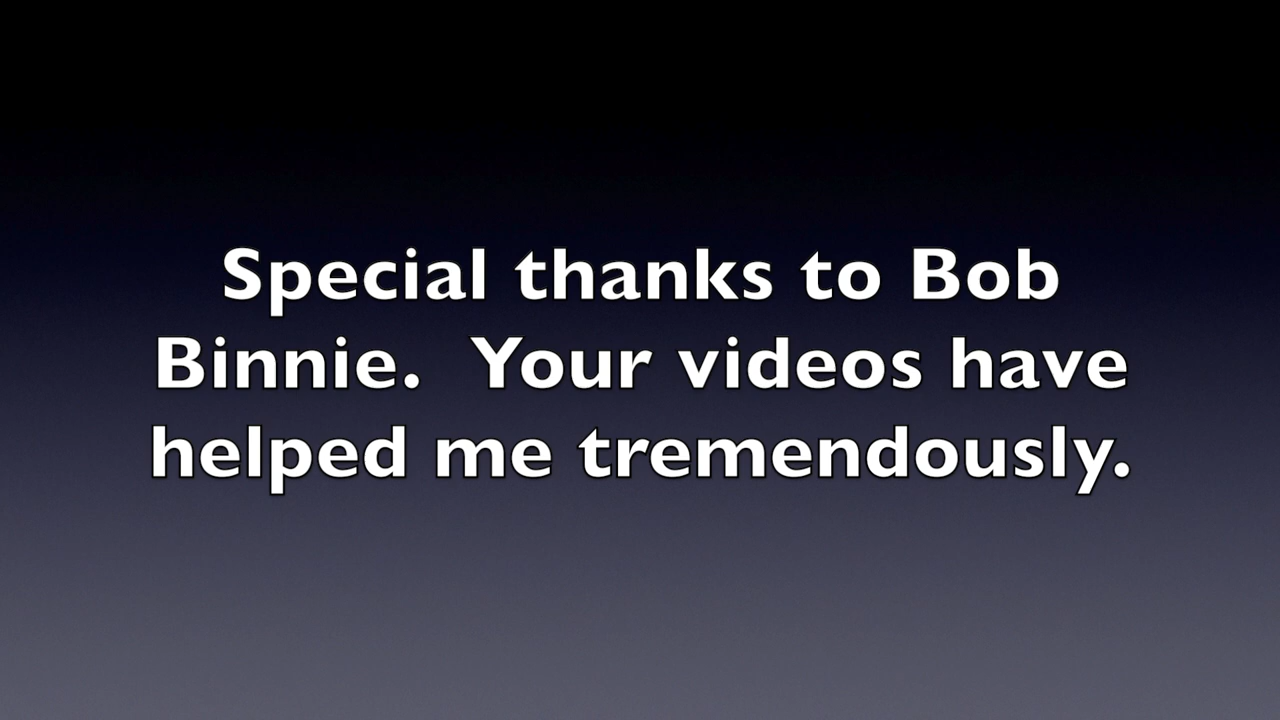 Special thanks to Bob
Binnie.  Your videos have
helped me tremendously.